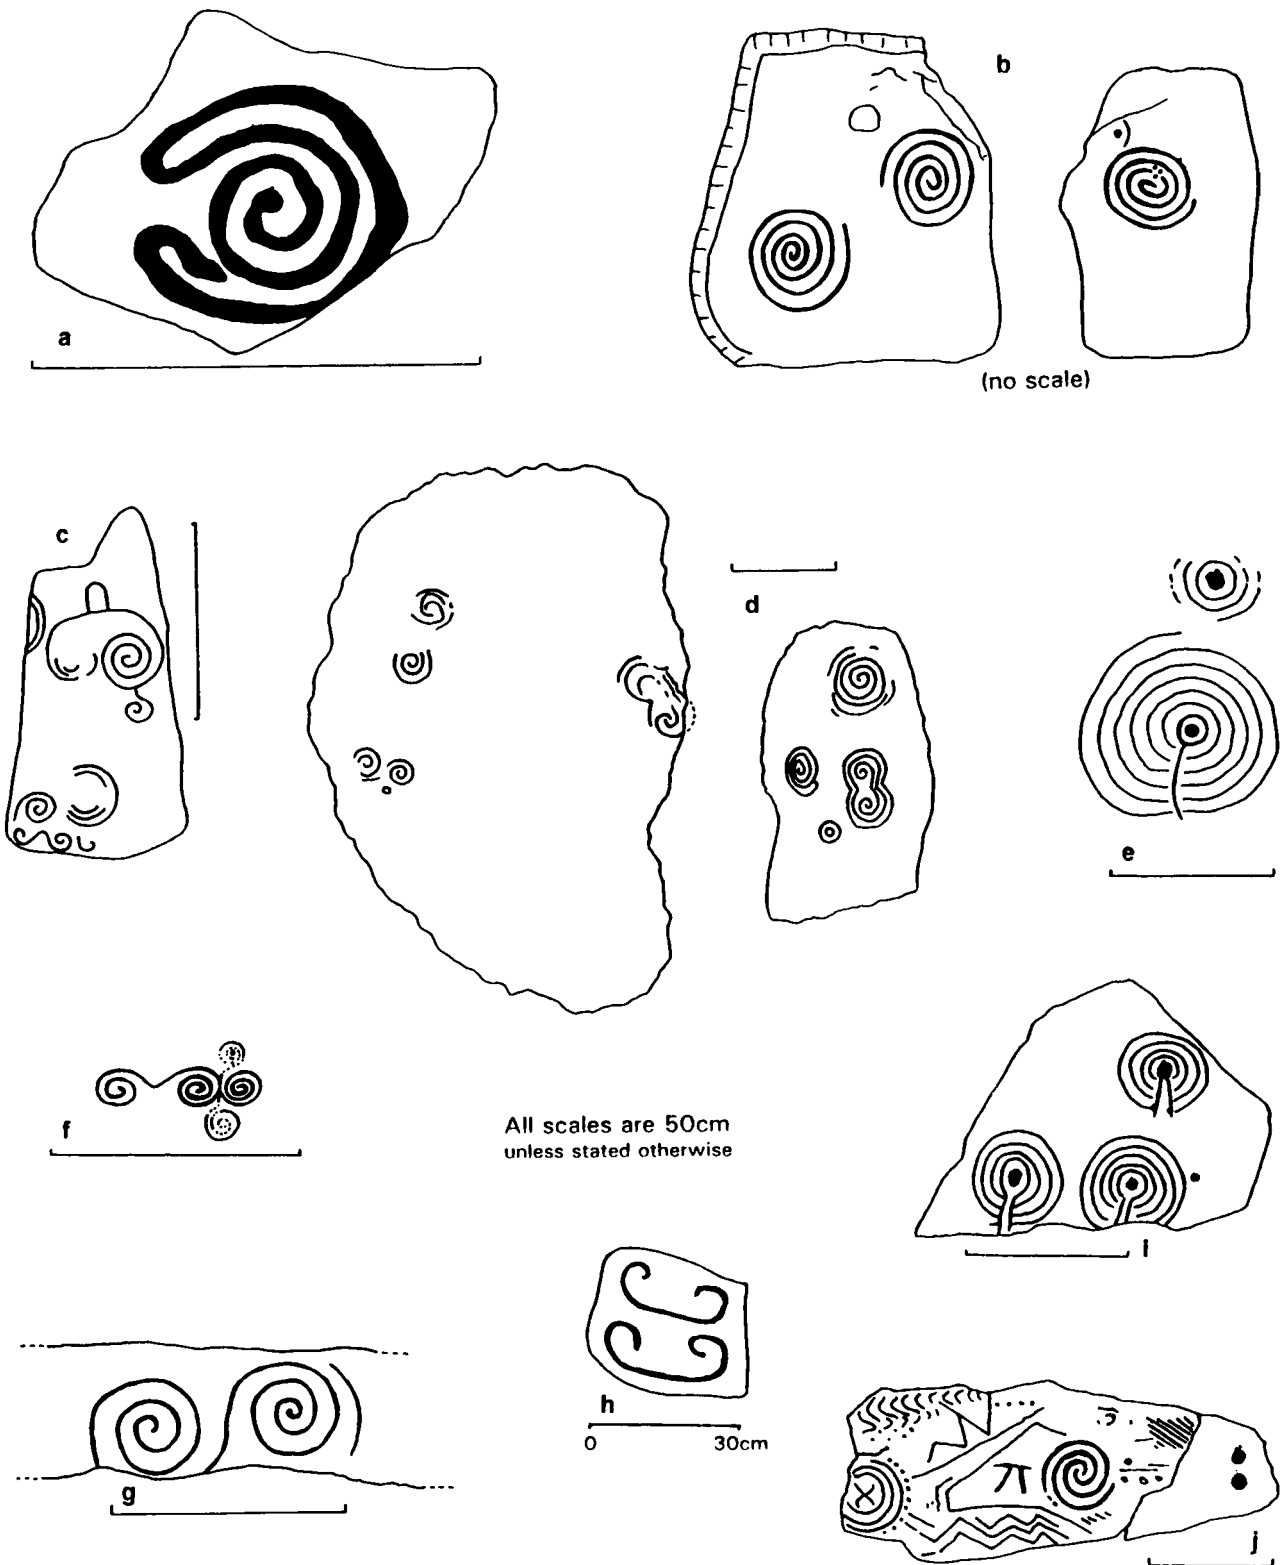 a
b
(no scale)
c
d
e
f
All scales are 50cm
unless stated otherwise
i
g
h
0 30cm
j